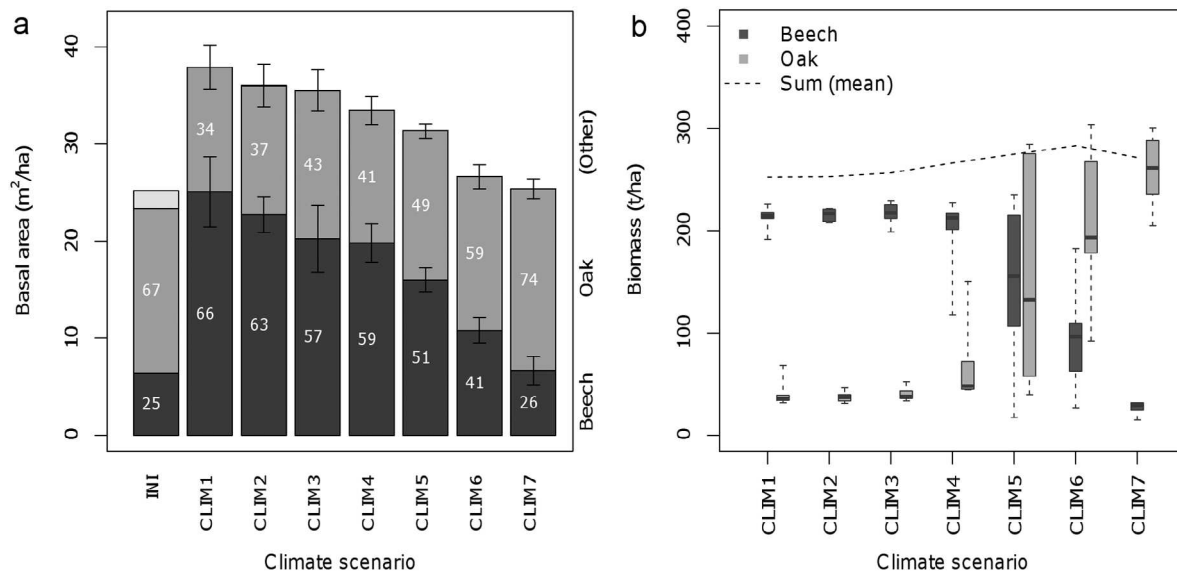 a
Basal area (m²/ha)
40
30
20
10
0
67
25
34
66
37
63
43
57
41
59
49
51
59
41
74
26
(Other)
Oak
Beech
INI
CLIM1
CLIM2
CLIM3
CLIM4
CLIM5
CLIM6
CLIM7
Climate scenario
b
Biomass (t/ha)
400
300
200
100
0
Beech
Oak
Sum (mean)
CLIM1
CLIM2
CLIM3
CLIM4
CLIM5
CLIM6
CLIM7
Climate scenario